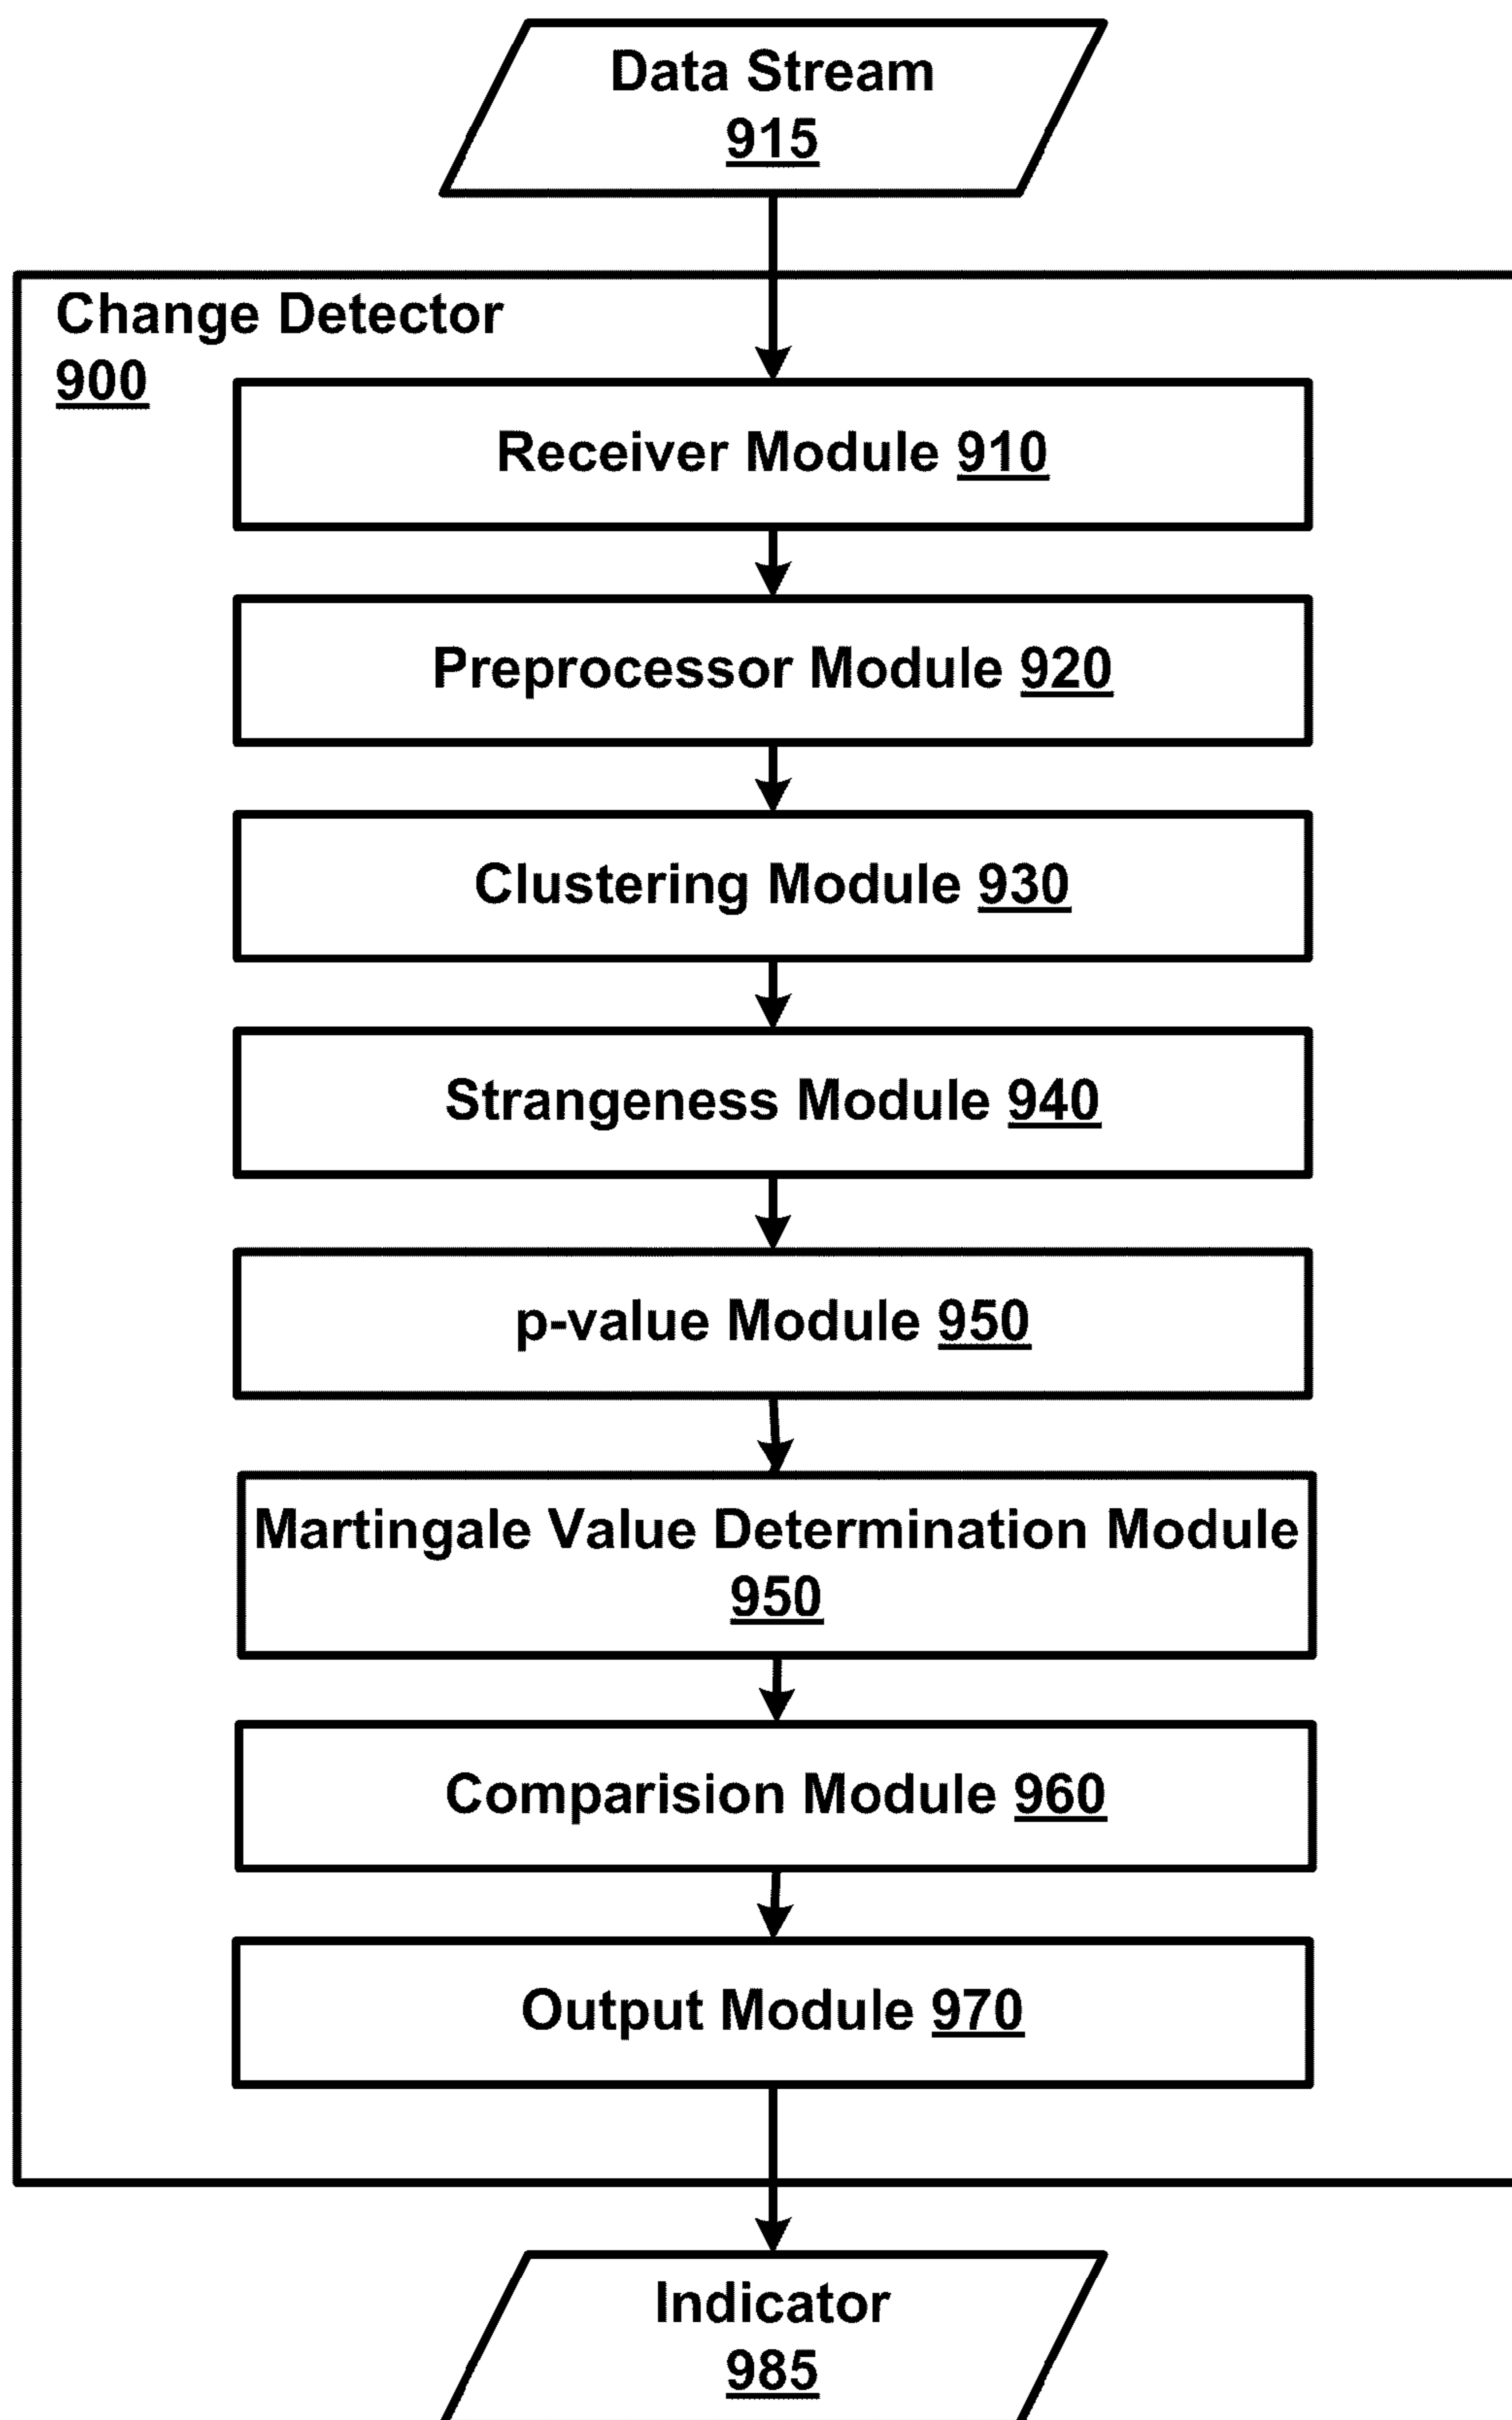 Data Stream
915
Change Detector
900
Receiver Module 910
Preprocessor Module 920
Clustering Module 930
Strangeness Module 940
p-value Module 950
Martingale Value Determination Module
950
Comparision Module 960
Output Module 970
Indicator
985